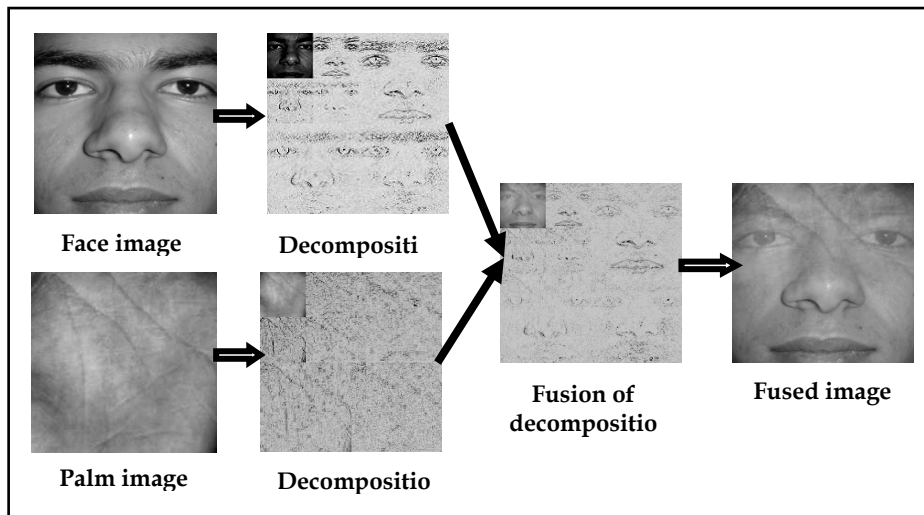 Face image
Decompositi
Palm image
Decompositio
Fusion of
decompositio
Fused image